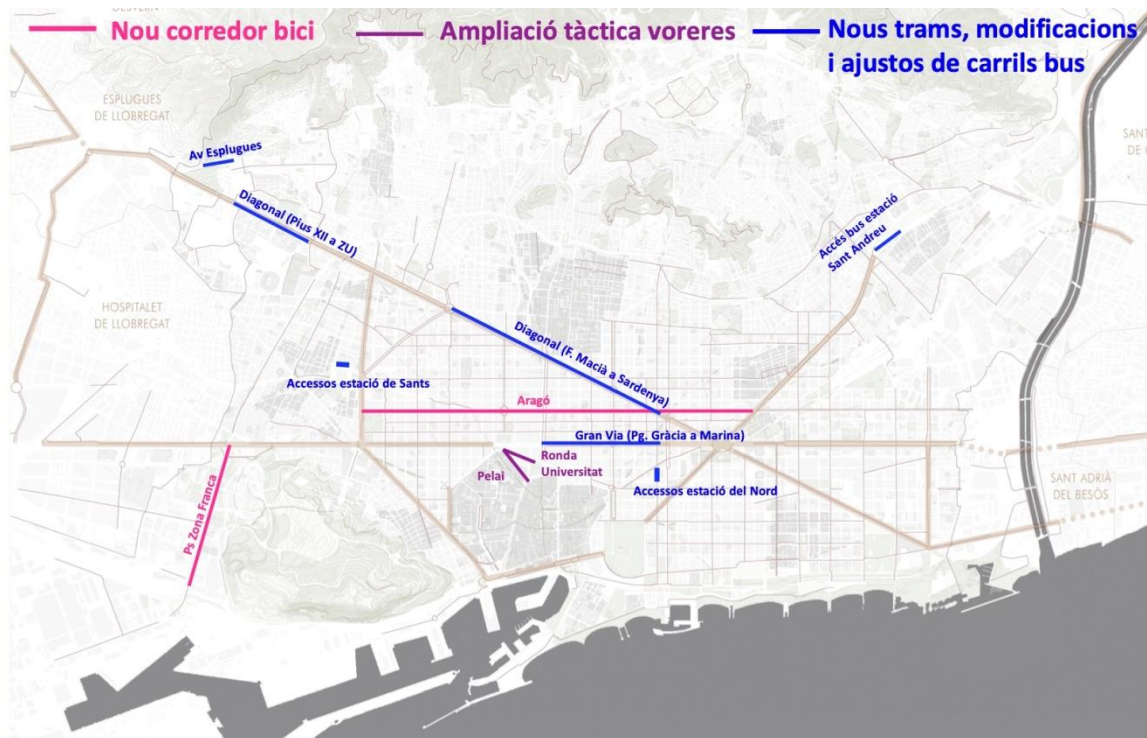 Nou corredor bici
Ampliació tàctica voreres
Nous trams, modificacions
i ajustos de carrils bus
ESPLUGUES
DE LLOBREGAT
SANT
DE
Av Esplugues
Diagonal (Pius XII a ZU)
Accés bus estació
Sant Andreu
HOSPITALET
DE LLOBREGAT
Diagonal (F. Macià a Sardenya)
Accessos estació de Sants
Aragó
Gran Via (Pg. Gràcia a Marina)
Ronda
Universitat
Pelai
Accessos estació del Nord
SANT ADRIÀ
DEL BESÒS
Ps Zona Franca